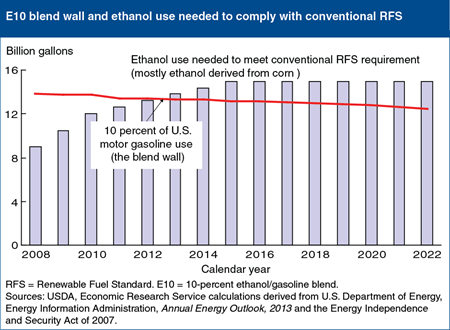 E10 blend wall and ethanol use needed to comply with conventional RFS
Billion gallons
16
12
8
4
0
Ethanol use needed to meet conventional RFS requirement
(mostly ethanol derived from corn )
10 percent of U.S.
motor gasoline use
(the blend wall)
2008 2010 2012 2014 2016 2018 2020 2022
Calendar year
RFS = Renewable Fuel Standard. E10 = 10-percent ethanol/gasoline blend.
Sources: USDA, Economic Research Service calculations derived from U.S. Department of Energy,
Energy Information Administration, Annual Energy Outlook, 2013 and the Energy Independence
and Security Act of 2007.